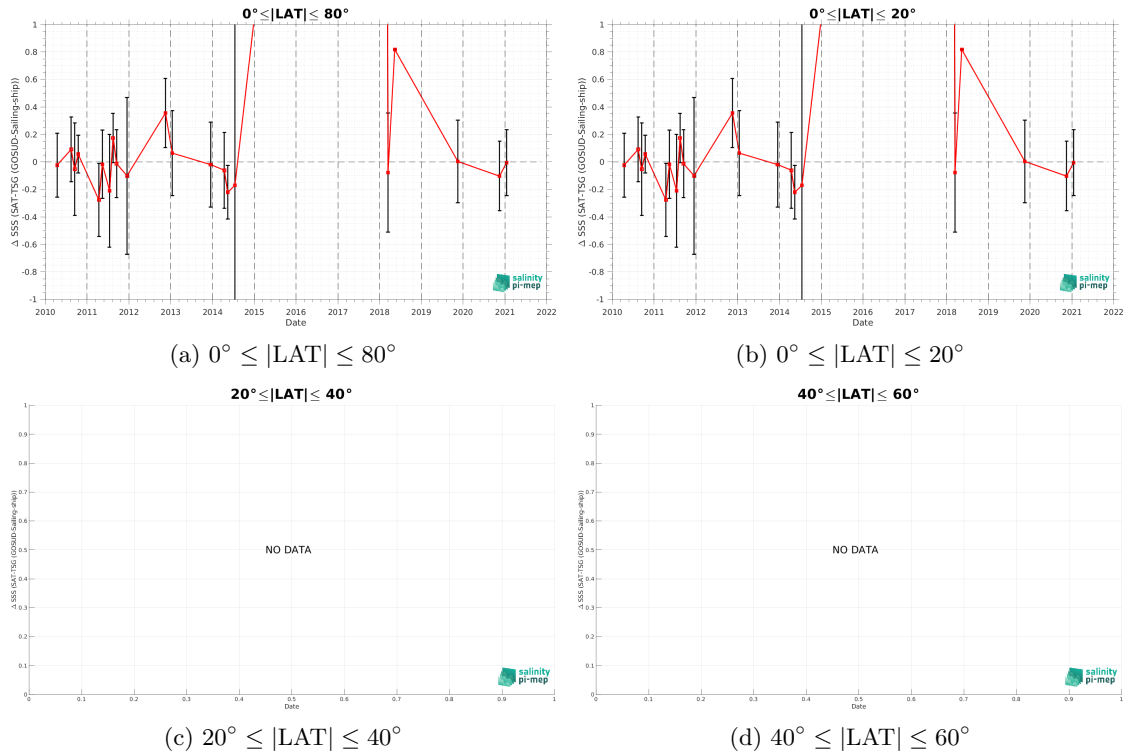 0°≤|LAT|≤ 80°
1
0.8
0.6
0.4
0.2
0
-0.2
-0.4
-0.6
-0.8
-1
Δ SSS (SAT-TSG (GOSUD-Sailing-ship))
2010 2011 2012 2013 2014 2015 2016 2017 2018 2019 2020 2021 2022
Date
salinity
pi-mep
(a) 0° ≤ |LAT| ≤ 80°
0°≤|LAT|≤ 20°
1
0.8
0.6
0.4
0.2
0
-0.2
-0.4
-0.6
-0.8
-1
Δ SSS (SAT-TSG (GOSUD-Sailing-ship))
2010 2011 2012 2013 2014 2015 2016 2017 2018 2019 2020 2021 2022
Date
salinity
pi-mep
(b) 0° ≤ |LAT| ≤ 20°
20°≤|LAT|≤ 40°
1
0.9
0.8
0.7
0.6
0.5
0.4
0.3
0.2
0.1
0
Δ SSS (SAT-TSG (GOSUD-Sailing-ship))
NO DATA
0 0.1 0.2 0.3 0.4 0.5 0.6 0.7 0.8 0.9 1
Date
salinity
pi-mep
(c) 20° ≤ |LAT| ≤ 40°
40°≤|LAT|≤ 60°
1
0.9
0.8
0.7
0.6
0.5
0.4
0.3
0.2
0.1
0
Δ SSS (SAT-TSG (GOSUD-Sailing-ship))
NO DATA
0 0.1 0.2 0.3 0.4 0.5 0.6 0.7 0.8 0.9 1
Date
salinity
pi-mep
(d) 40° ≤ |LAT| ≤ 60°